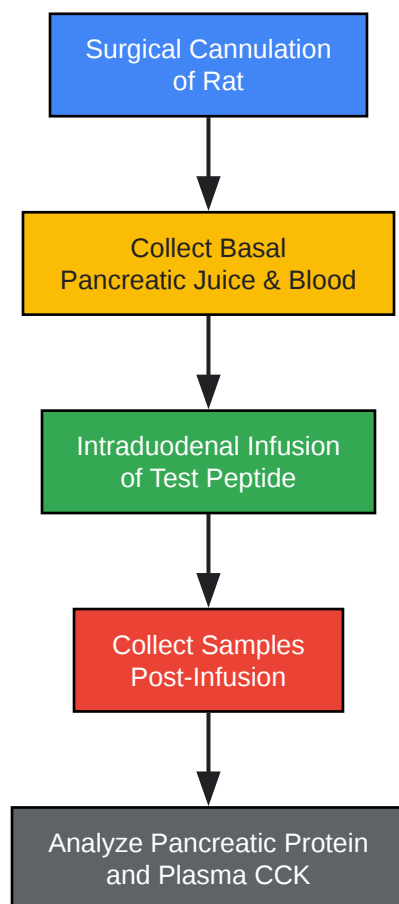 Surgical Cannulation
of Rat
Collect Basal
Pancreatic Juice & Blood
Intraduodenal Infusion
of Test Peptide
Collect Samples
Post-Infusion
Analyze Pancreatic Protein
and Plasma CCK